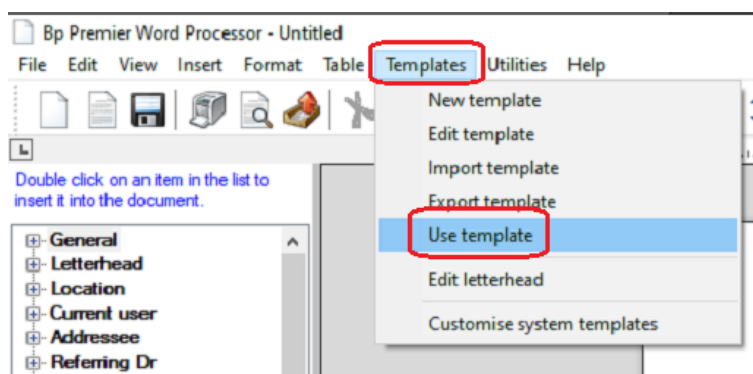 Bp Premier Word Processor - Untitled
File Edit View Insert Format Table Templates Utilities Help
New template
Edit template
Import template
Export template
Use template
Edit letterhead
Customise system templates
L
Double click on an item in the list to
insert it into the document.
General
Letterhead
Location
Current user
Addressee
Referring Dr